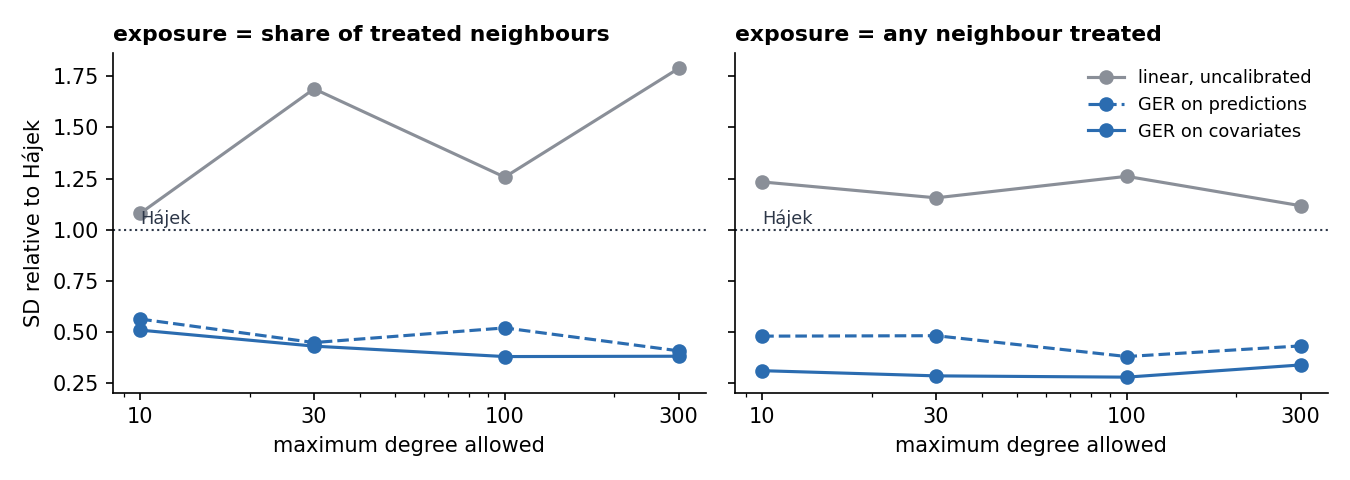 exposure = share of treated neighbours
exposure = any neighbour treated
SD relative to Hájek
1.75
1.50
1.25
1.00
0.75
0.50
0.25
Hájek
10
30
100
300
maximum degree allowed
linear, uncalibrated
GER on predictions
GER on covariates
Hájek
10
30
100
300
maximum degree allowed